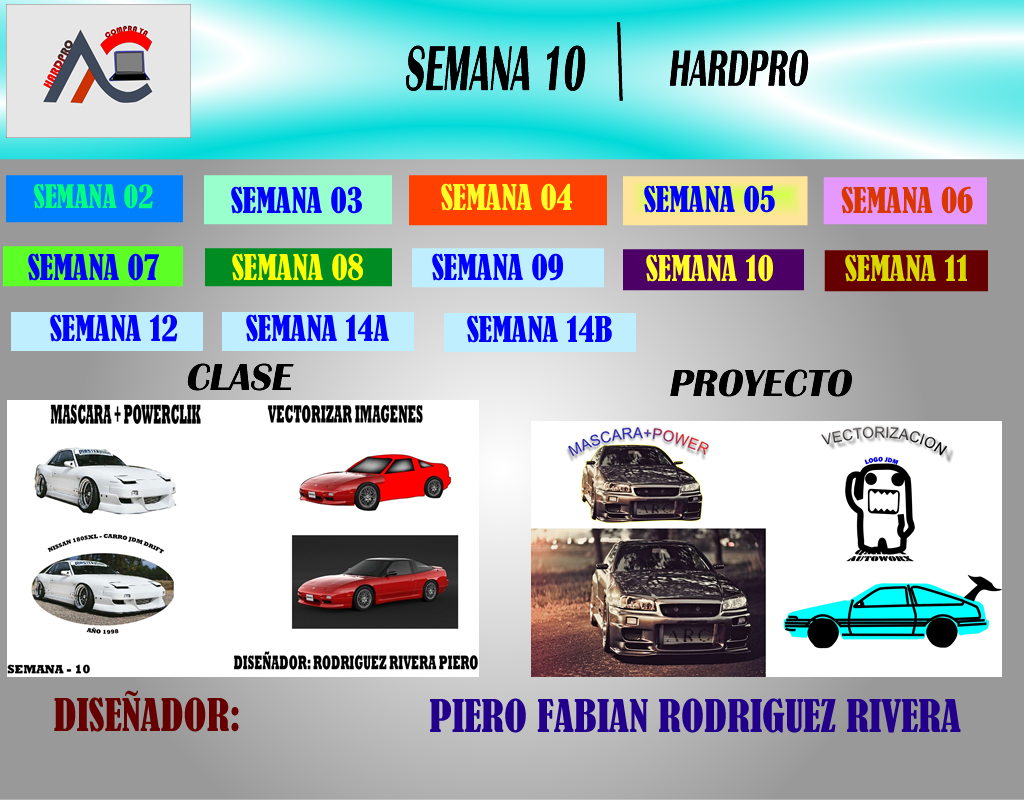 HARDPRO
COMPRA YA
SEMANA 10
HARDPRO
SEMANA 02
SEMANA 03
SEMANA 04
SEMANA 05
SEMANA 06
SEMANA 07
SEMANA 08
SEMANA 09
SEMANA 10
SEMANA 11
SEMANA 12
SEMANA 14A
SEMANA 14B
CLASE
MASCARA + POWERCLIK
VECTORIZAR IMAGENES
NISSAN 180SXL - CARRO JDM DRIFT
AÑO 1998
SEMANA - 10
DISEÑADOR: RODRIGUEZ RIVERA PIERO
PROYECTO
MASCARA+POWER
VECTORIZACION
LOGO JDM
ARC
AUTOWORX
ARC
DISEÑADOR:
PIERO FABIAN RODRIGUEZ RIVERA